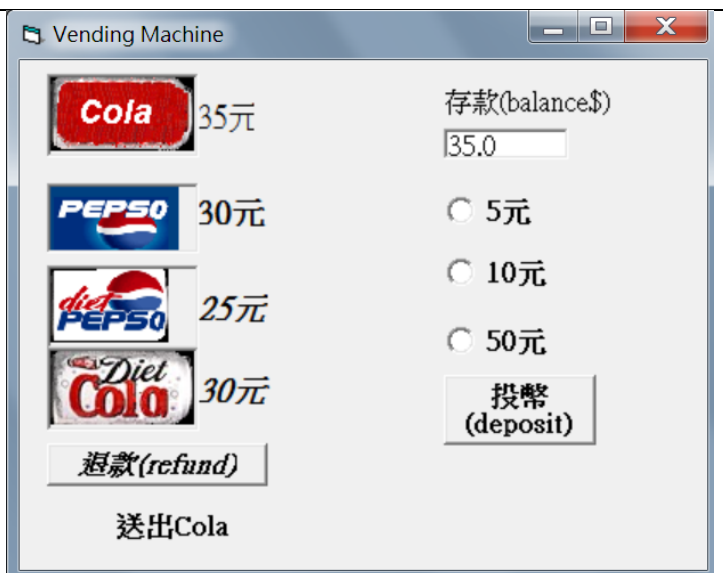 Vending Machine
Cola
35元
PEPSO
30元
diet
PEPSO
25元
Diet
Cola
30元
退款(refund)
送出Cola
存款(balance$)
35.0
5元
10元
50元
投幣
(deposit)